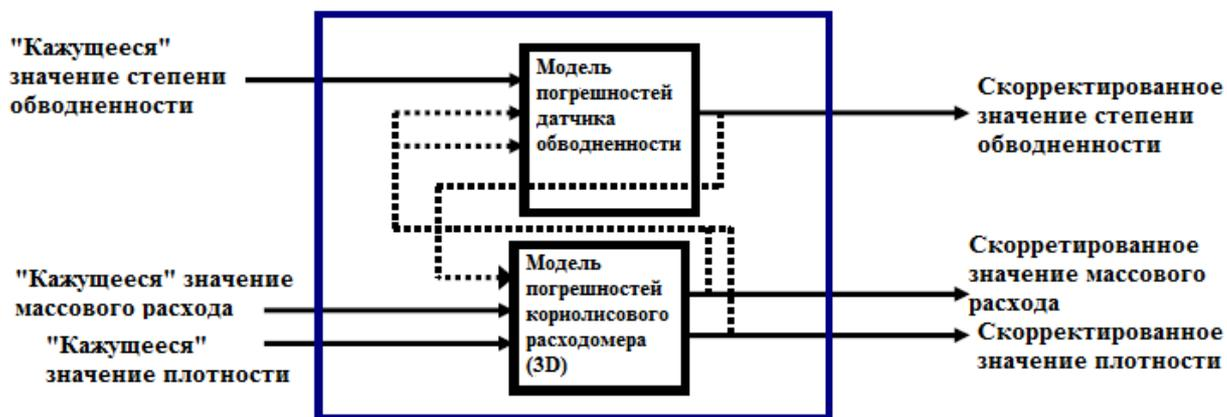 "Кажущееся"
значение степени
обводненности
Модель
погрешностей
датчика
обводненности
Скорректированное
значение степени
обводненности
"Кажущееся" значение
массового расхода
"Кажущееся"
значение плотности
Модель
погрешностей
кориолисового
расходомера
(3D)
Скорретированное
значение массового
расхода
Скорректированное
значение плотности